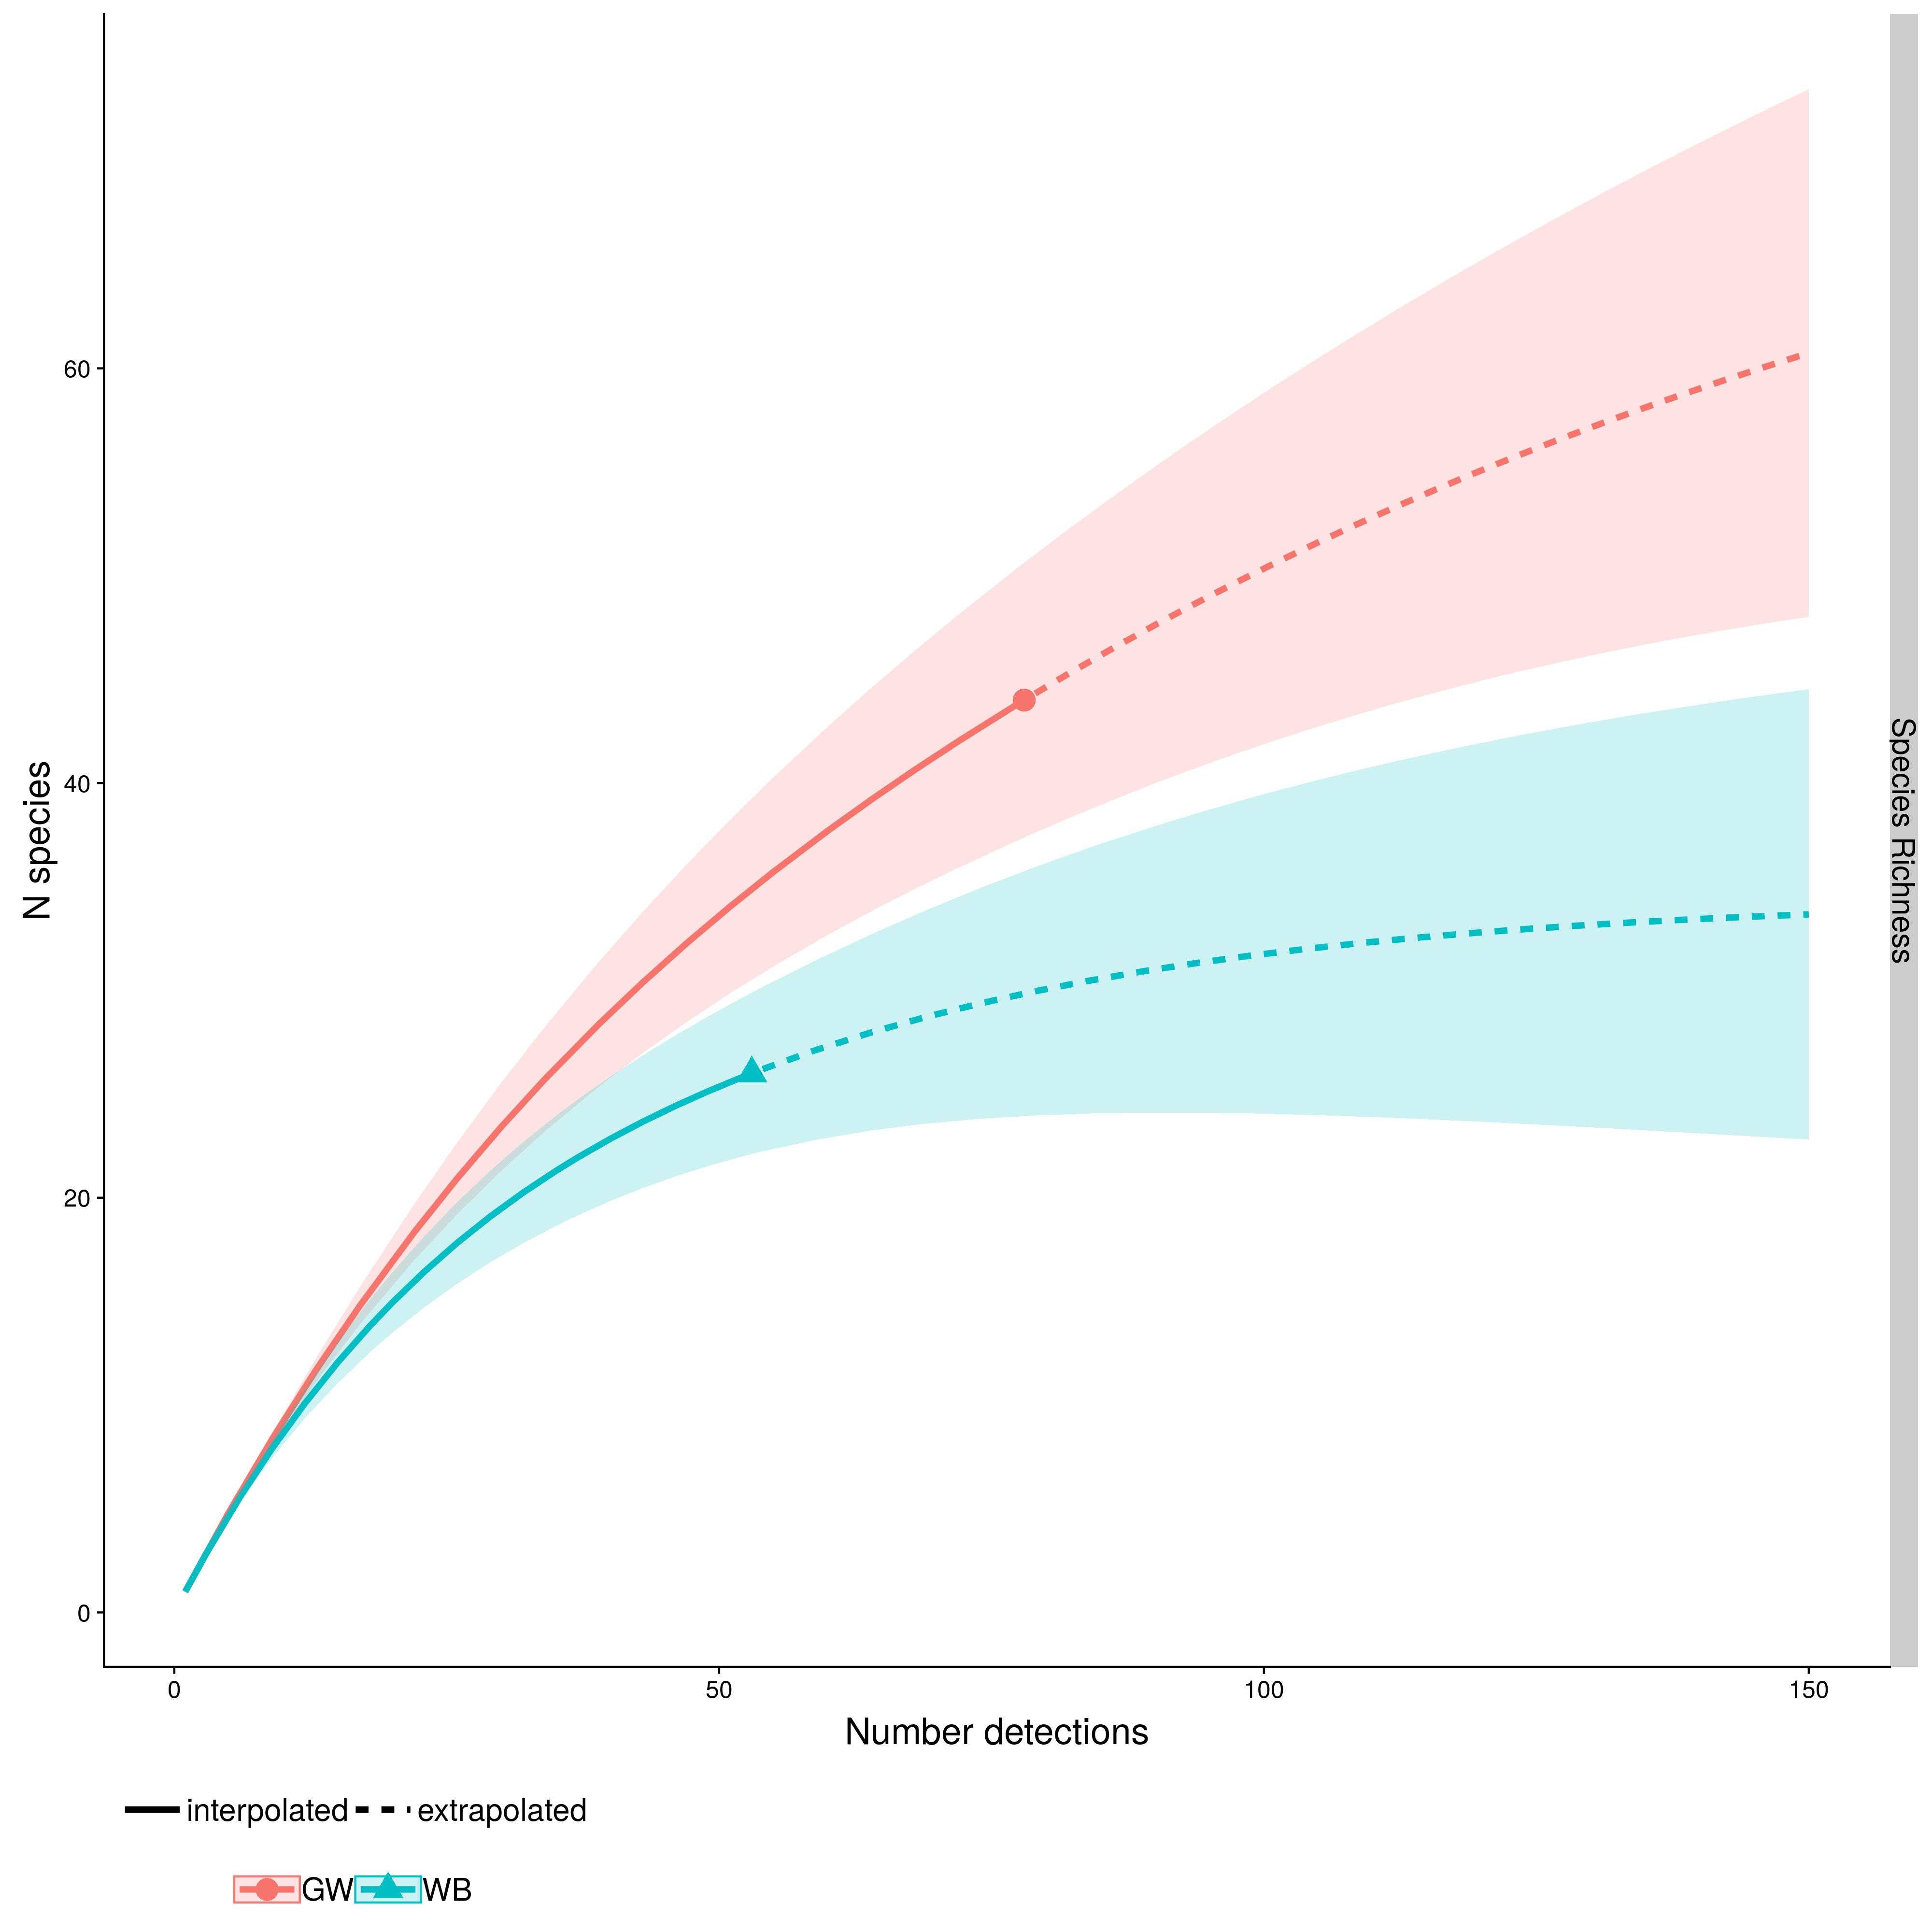 60
40
20
0
N species
Species Richness
0 50 100 150
Number detections
interpolated extrapolated
GW WB